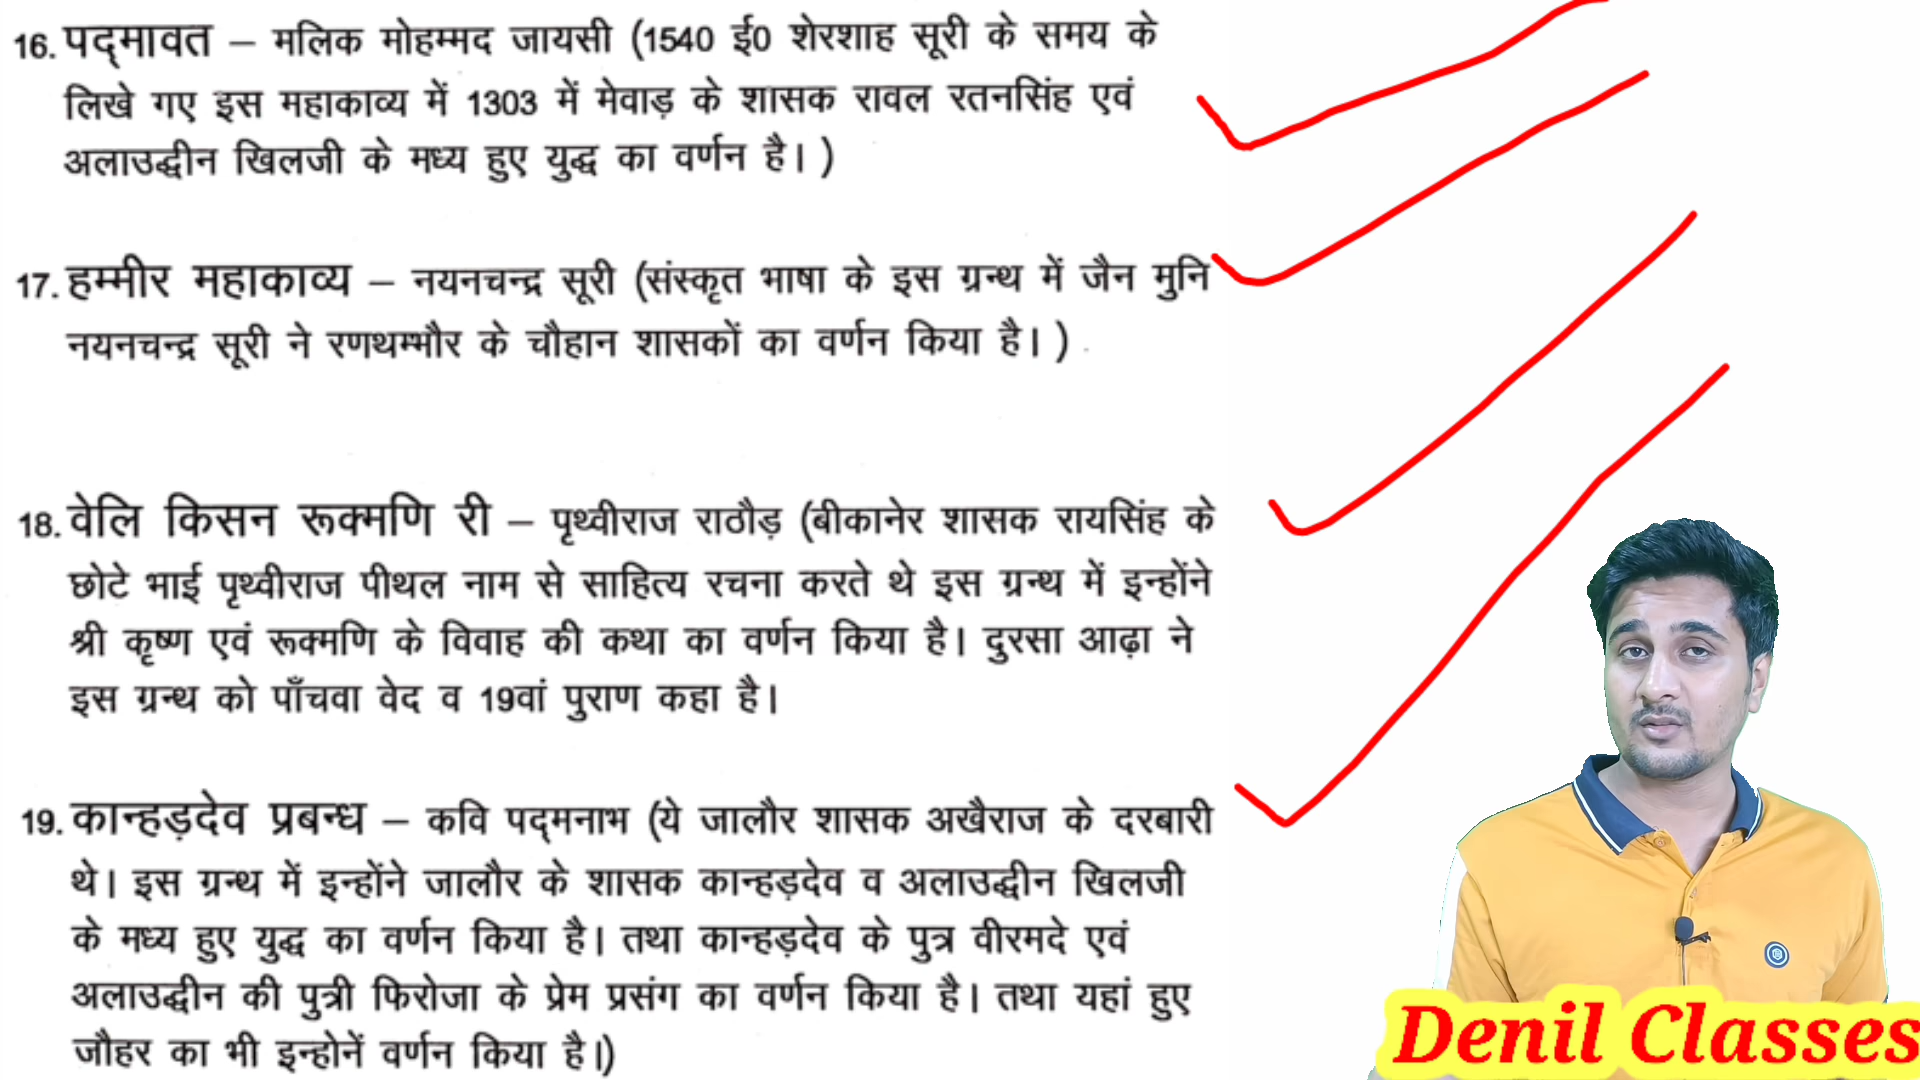 16. पद्मावत – मलिक मोहम्मद जायसी (1540 ई0 शेरशाह सूरी के समय के
लिखे गए इस महाकाव्य में 1303 में मेवाड़ के शासक रावल रतनसिंह एवं
अलाउद्धीन खिलजी के मध्य हुए युद्ध का वर्णन है। )
17. हम्मीर महाकाव्य – नयनचन्द्र सूरी (संस्कृत भाषा के इस ग्रन्थ में जैन मुनि
नयनचन्द्र सूरी ने रणथम्भौर के चौहान शासकों का वर्णन किया है। )
18. वेलि किसन रूक्मणि री – पृथ्वीराज राठौड़ (बीकानेर शासक रायसिंह के
छोटे भाई पृथ्वीराज पीथल नाम से साहित्य रचना करते थे इस ग्रन्थ में इन्होंने
श्री कृष्ण एवं रूक्मणि के विवाह की कथा का वर्णन किया है। दुरसा आढ़ा ने
इस ग्रन्थ को पाँचवा वेद व 19वां पुराण कहा है।
19. कान्हड़देव प्रबन्ध – कवि पद्मनाभ (ये जालौर शासक अखैराज के दरबारी
थे। इस ग्रन्थ में इन्होंने जालौर के शासक कान्हड़देव व अलाउद्धीन खिलजी
के मध्य हुए युद्ध का वर्णन किया है। तथा कान्हड़देव के पुत्र वीरमदे एवं
अलाउद्धीन की पुत्री फिरोजा के प्रेम प्रसंग का वर्णन किया है। तथा यहां हुए
जौहर का भी इन्होनें वर्णन किया है।)
Denil Classes